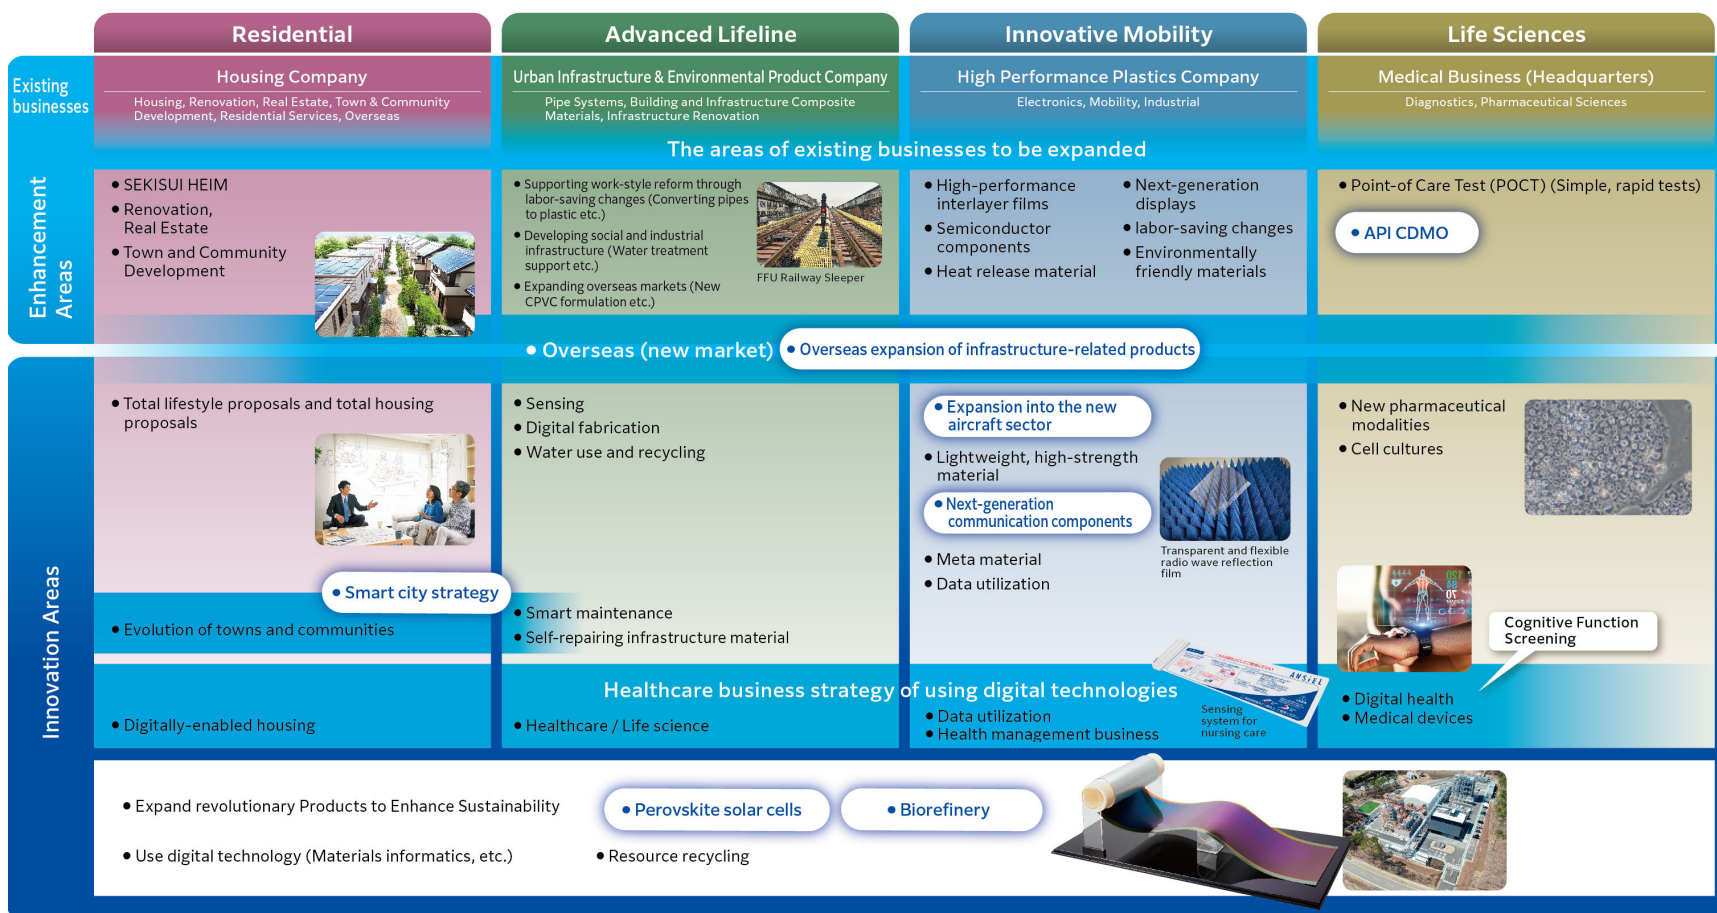 Residential
Advanced Lifeline
Innovative Mobility
Life Sciences
Existing
businesses
Housing Company
Housing, Renovation, Real Estate, Town & Community
Development, Residential Services, Overseas
Urban Infrastructure & Environmental Product Company
Pipe Systems, Building and Infrastructure Composite
Materials, Infrastructure Renovation
High Performance Plastics Company
Electronics, Mobility, Industrial
Medical Business (Headquarters)
Diagnostics, Pharmaceutical Sciences
The areas of existing businesses to be expanded
Enhancement
Areas
• SEKISUI HEIM
• Renovation,
Real Estate
• Town and Community
Development
• Supporting work-style reform through
labor-saving changes (Converting pipes
to plastic etc.)
• Developing social and industrial
infrastructure (Water treatment
support etc.)
• Expanding overseas markets (New
CPVC formulation etc.)
FFU Railway Sleeper
• High-performance
interlayer films
• Semiconductor
components
• Heat release material
• Next-generation
displays
• labor-saving changes
• Environmentally
friendly materials
• Point-of Care Test (POCT) (Simple, rapid tests)
• API CDMO
• Overseas (new market)
• Overseas expansion of infrastructure-related products
Innovation Areas
• Total lifestyle proposals and total housing
proposals
• Smart city strategy
• Evolution of towns and communities
• Sensing
• Digital fabrication
• Water use and recycling
• Smart maintenance
• Self-repairing infrastructure material
• Expansion into the new
aircraft sector
• Lightweight, high-strength
material
• Next-generation
communication components
• Meta material
• Data utilization
Transparent and flexible
radio wave reflection
film
• New pharmaceutical
modalities
• Cell cultures
Cognitive Function
Screening
Healthcare business strategy of using digital technologies
• Digitally-enabled housing
• Healthcare / Life science
• Data utilization
• Health management business
ANSIEL
Sensing
system for
nursing care
• Digital health
• Medical devices
• Expand revolutionary Products to Enhance Sustainability
• Perovskite solar cells
• Biorefinery
• Use digital technology (Materials informatics, etc.)
• Resource recycling